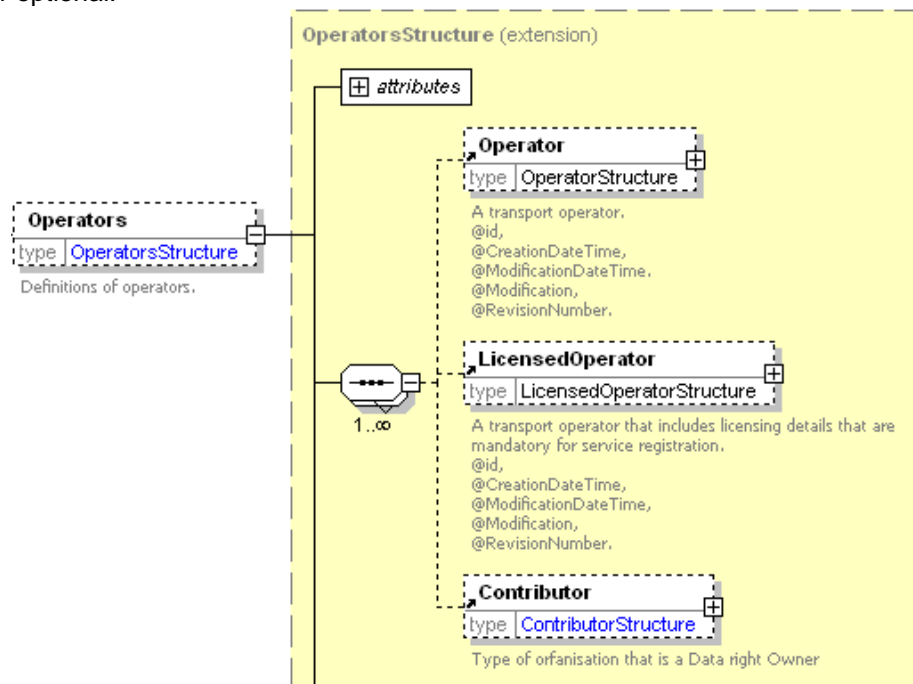 r optional.
OperatorsStructure (extension)
attributes
Operator
type OperatorStructure
A transport operator.
@id,
@CreationDateTime,
@ModificationDateTime.
@Modification,
@RevisionNumber.
Operators
type OperatorsStructure
Definitions of operators.
LicensedOperator
type LicensedOperatorStructure
1..∞
A transport operator that includes licensing details that are
mandatory for service registration.
@id,
@CreationDateTime,
@ModificationDateTime,
@Modification,
@RevisionNumber.
Contributor
type ContributorStructure
Type of orfanisation that is a Data right Owner